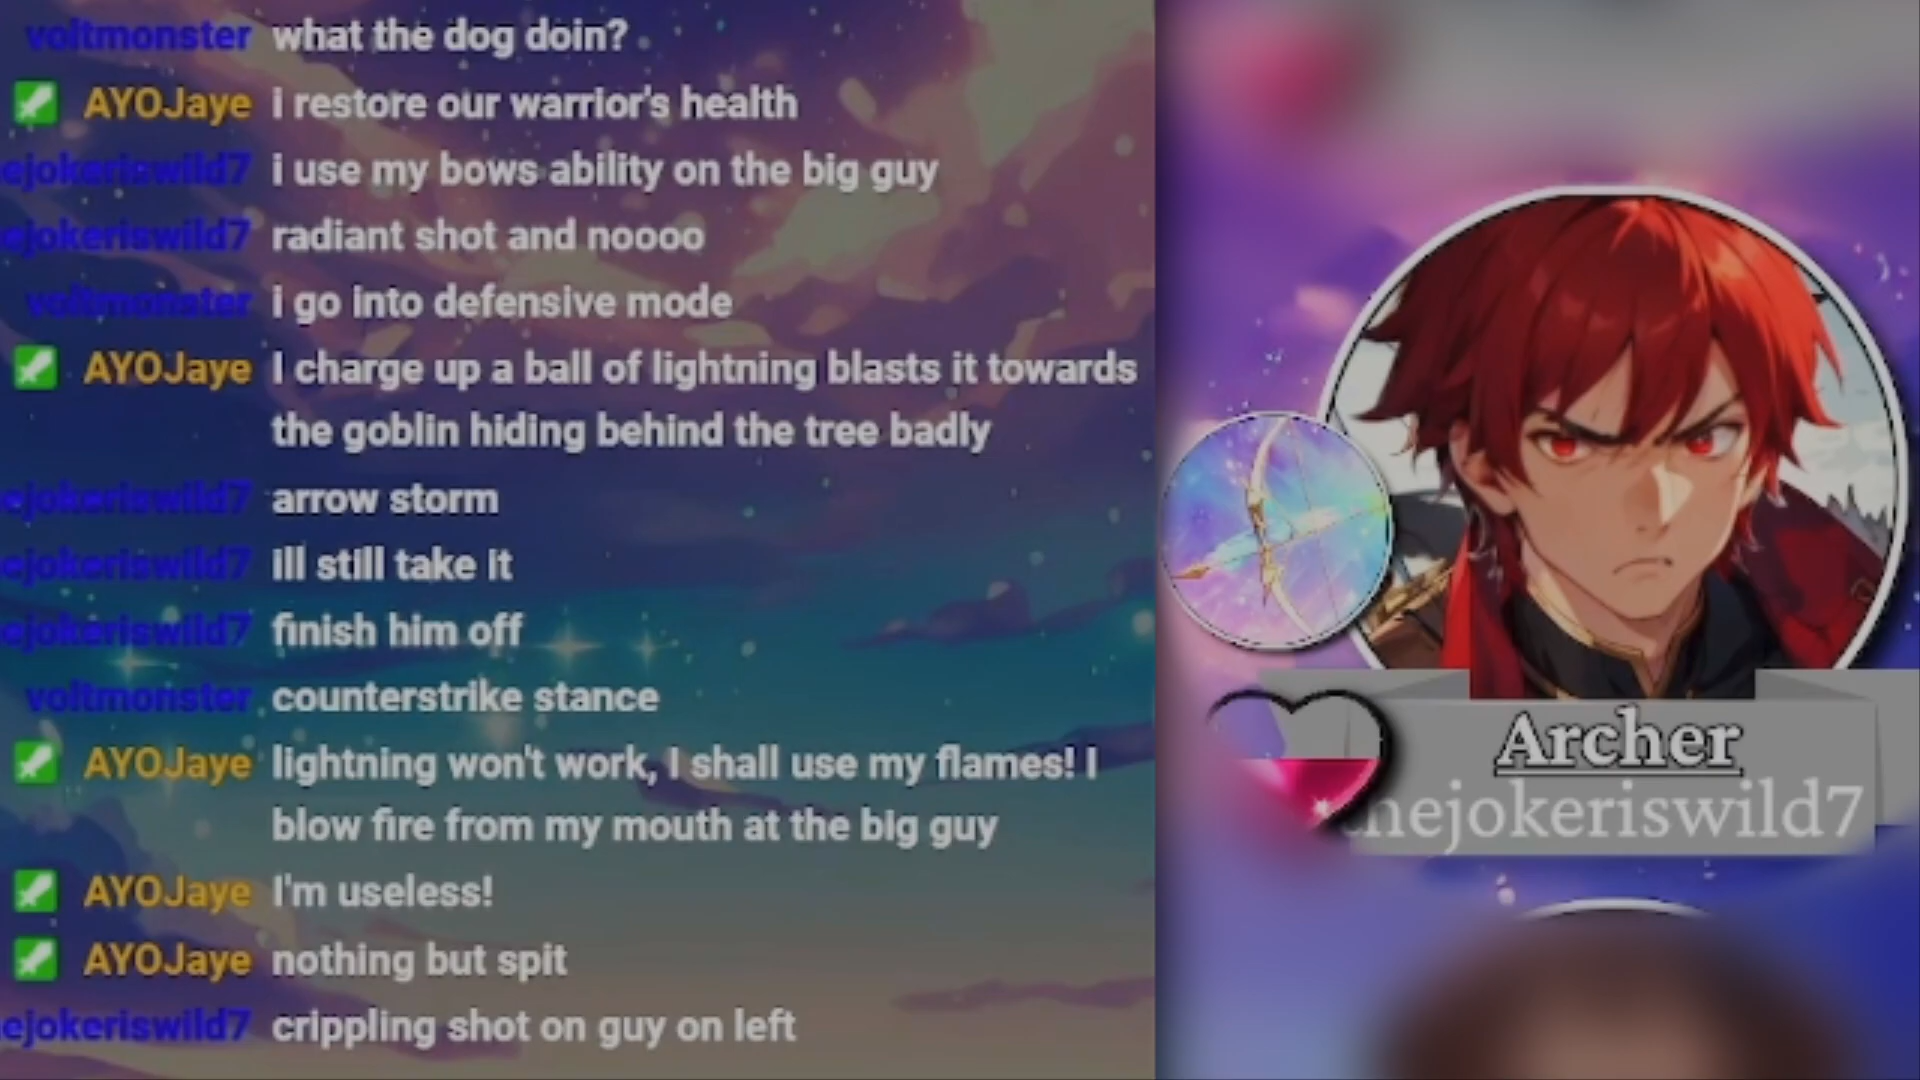 voltmonster what the dog doin?
AYOJaye i restore our warrior's health
ejokeriswild7 i use my bows ability on the big guy
ejokeriswild7 radiant shot and noooo
voltmonster i go into defensive mode
AYOJaye I charge up a ball of lightning blasts it towards
the goblin hiding behind the tree badly
ejokeriswild7 arrow storm
ejokeriswild7 ill still take it
ejokeriswild7 finish him off
voltmonster counterstrike stance
AYOJaye lightning won't work, I shall use my flames! I
blow fire from my mouth at the big guy
AYOJaye I'm useless!
AYOJaye nothing but spit
ejokeriswild7 crippling shot on guy on left
Archer
thejokeriswild7